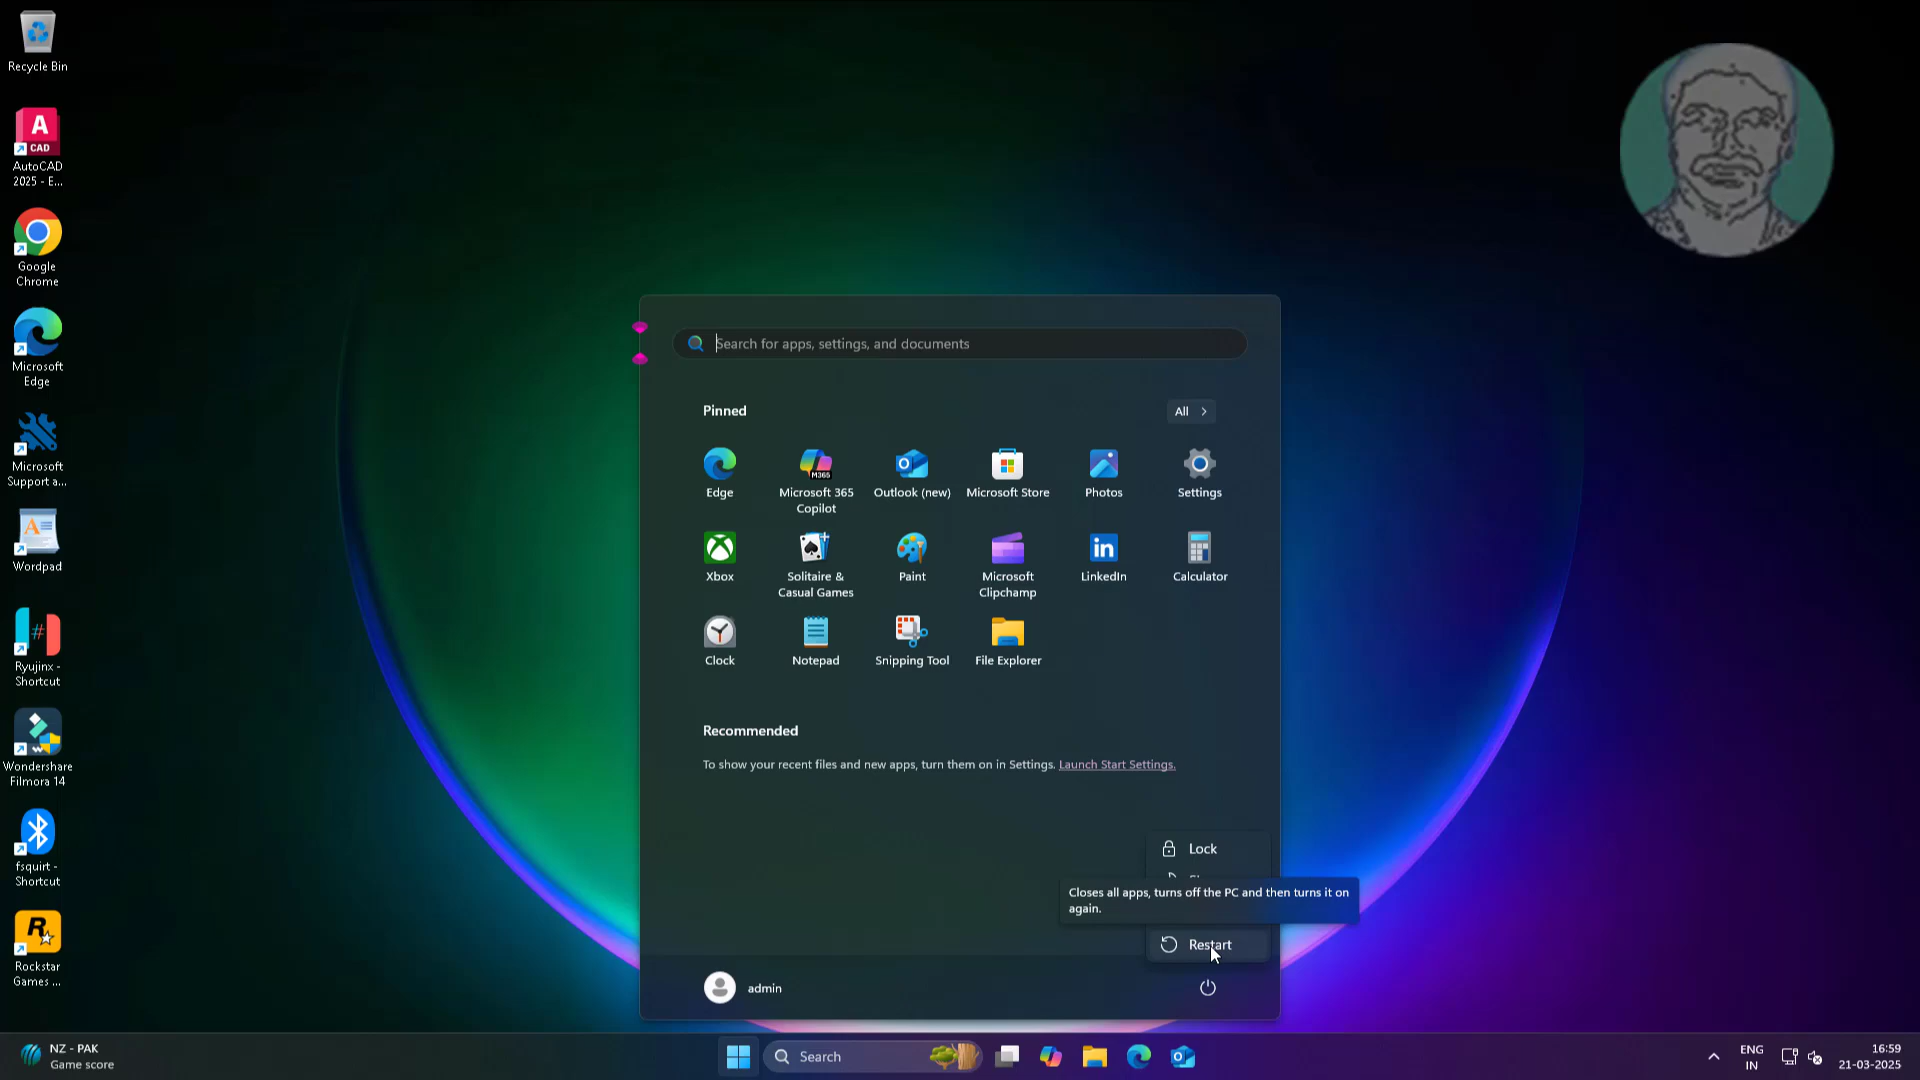 Recycle Bin
A
CAD
AutoCAD
2025 - E...
Google
Chrome
Microsoft
Edge
Microsoft
Support a...
Wordpad
Ryujinx -
Shortcut
Wondershare
Filmora 14
fsquirt -
Shortcut
Rockstar
Games ...
Search for apps, settings, and documents
Pinned
All
Edge
M365
Microsoft 365
Copilot
Outlook (new)
Microsoft Store
Photos
Settings
Xbox
Solitaire &
Casual Games
Paint
Microsoft
Clipchamp
in
LinkedIn
Calculator
Clock
Notepad
Snipping Tool
File Explorer
Recommended
To show your recent files and new apps, turn them on in Settings. Launch Start Settings.
Lock
Closes all apps, turns off the PC and then turns it on
again.
Restart
admin
NZ - PAK
Game score
Search
ENG
IN
16:59
21-03-2025